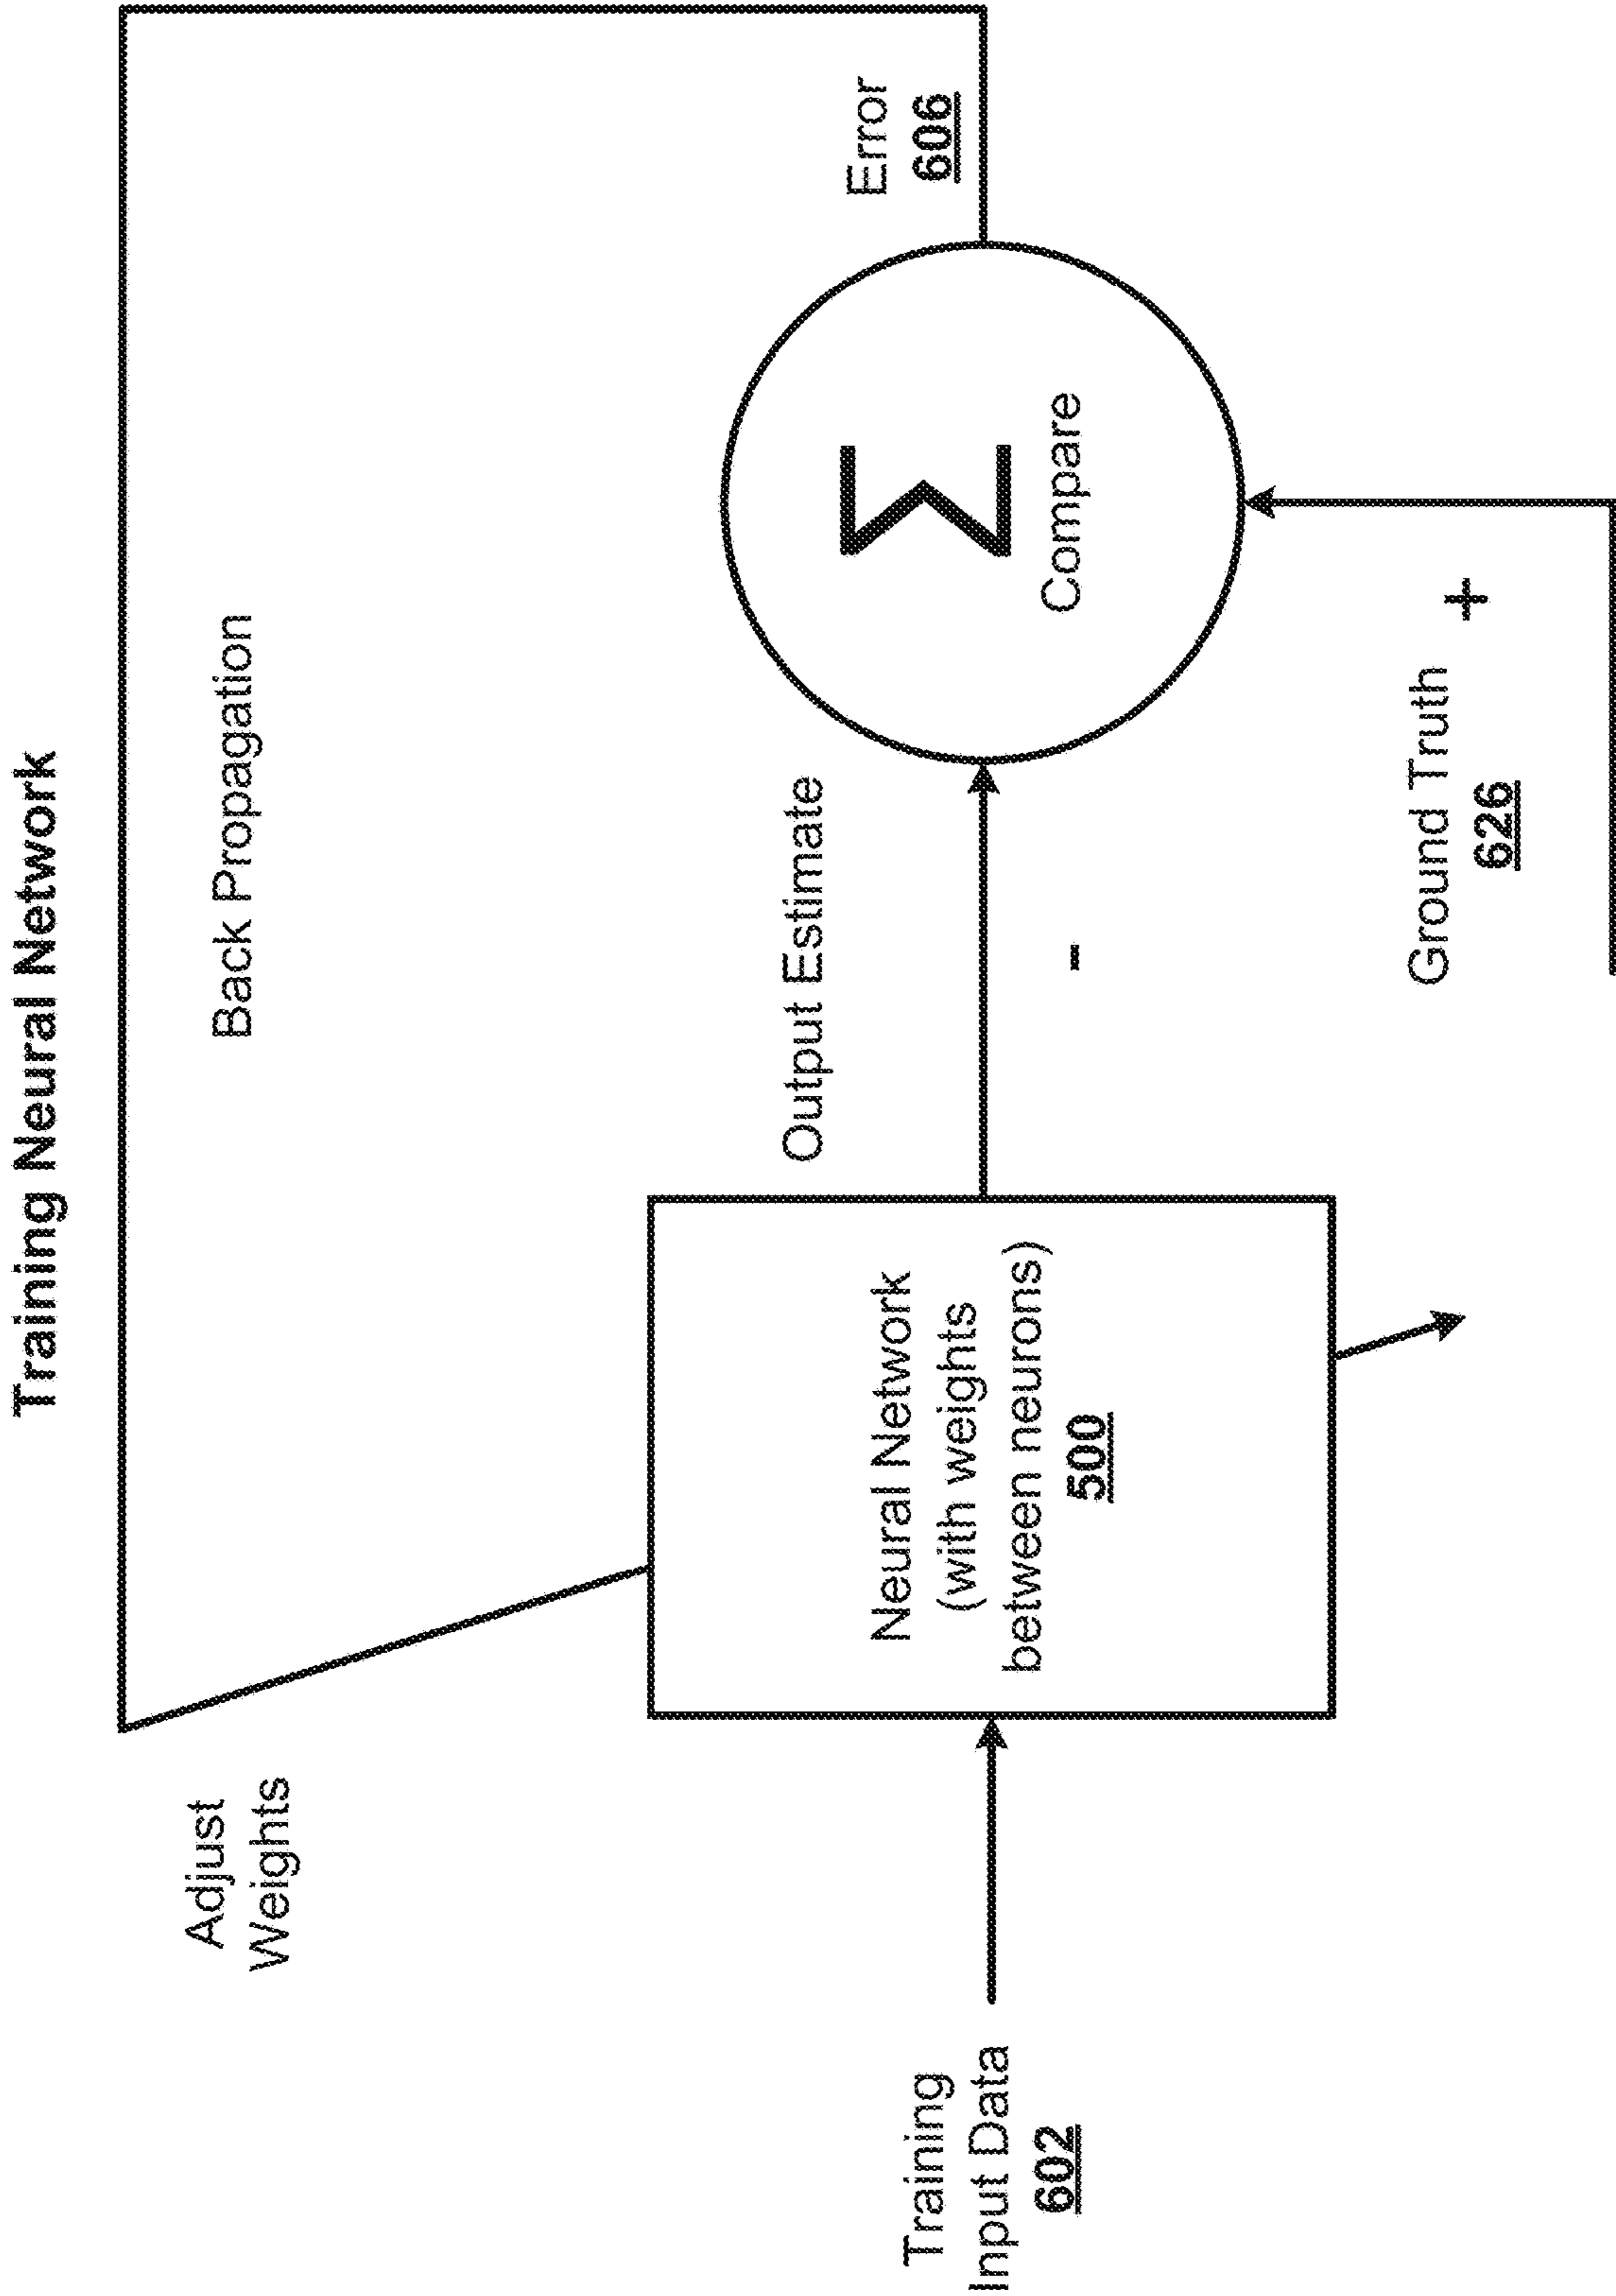 Training Neural Network
Back Propagation
Adjust
Weights
Training
Input Data
602
Neural Network
(with weights
between neurons)
500
Output Estimate
-
Σ
Compare
Error
606
Ground Truth
626
+